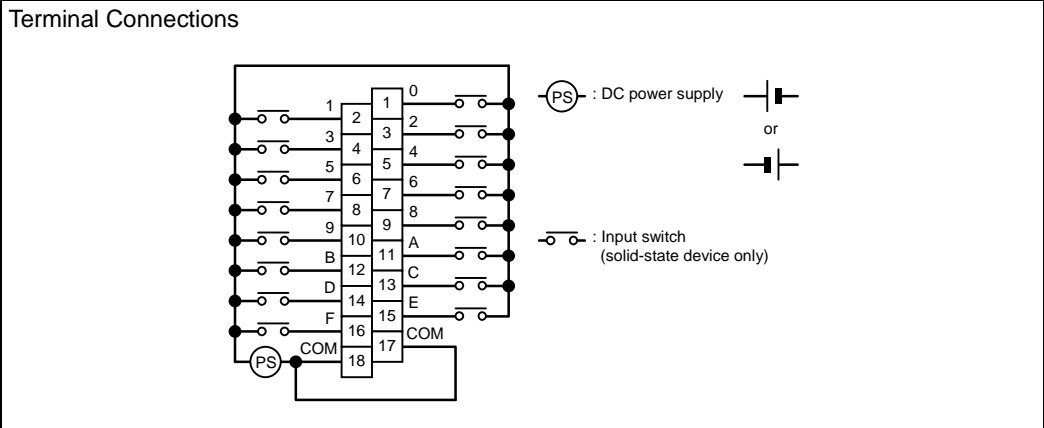 Terminal Connections
0
1
1
2
2
3
3
4
4
5
5
6
6
7
7
8
8
9
9
10
A
11
B
12
C
13
D
14
E
15
F
16
COM
17
COM
18
PS
PS : DC power supply
or
: Input switch
(solid-state device only)